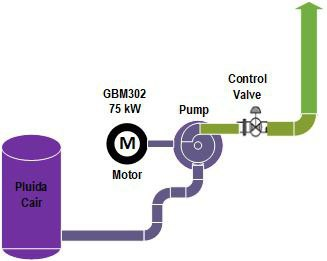 GBM302
75 kW
M
Motor
Pump
Control
Valve
Pluida
Cair